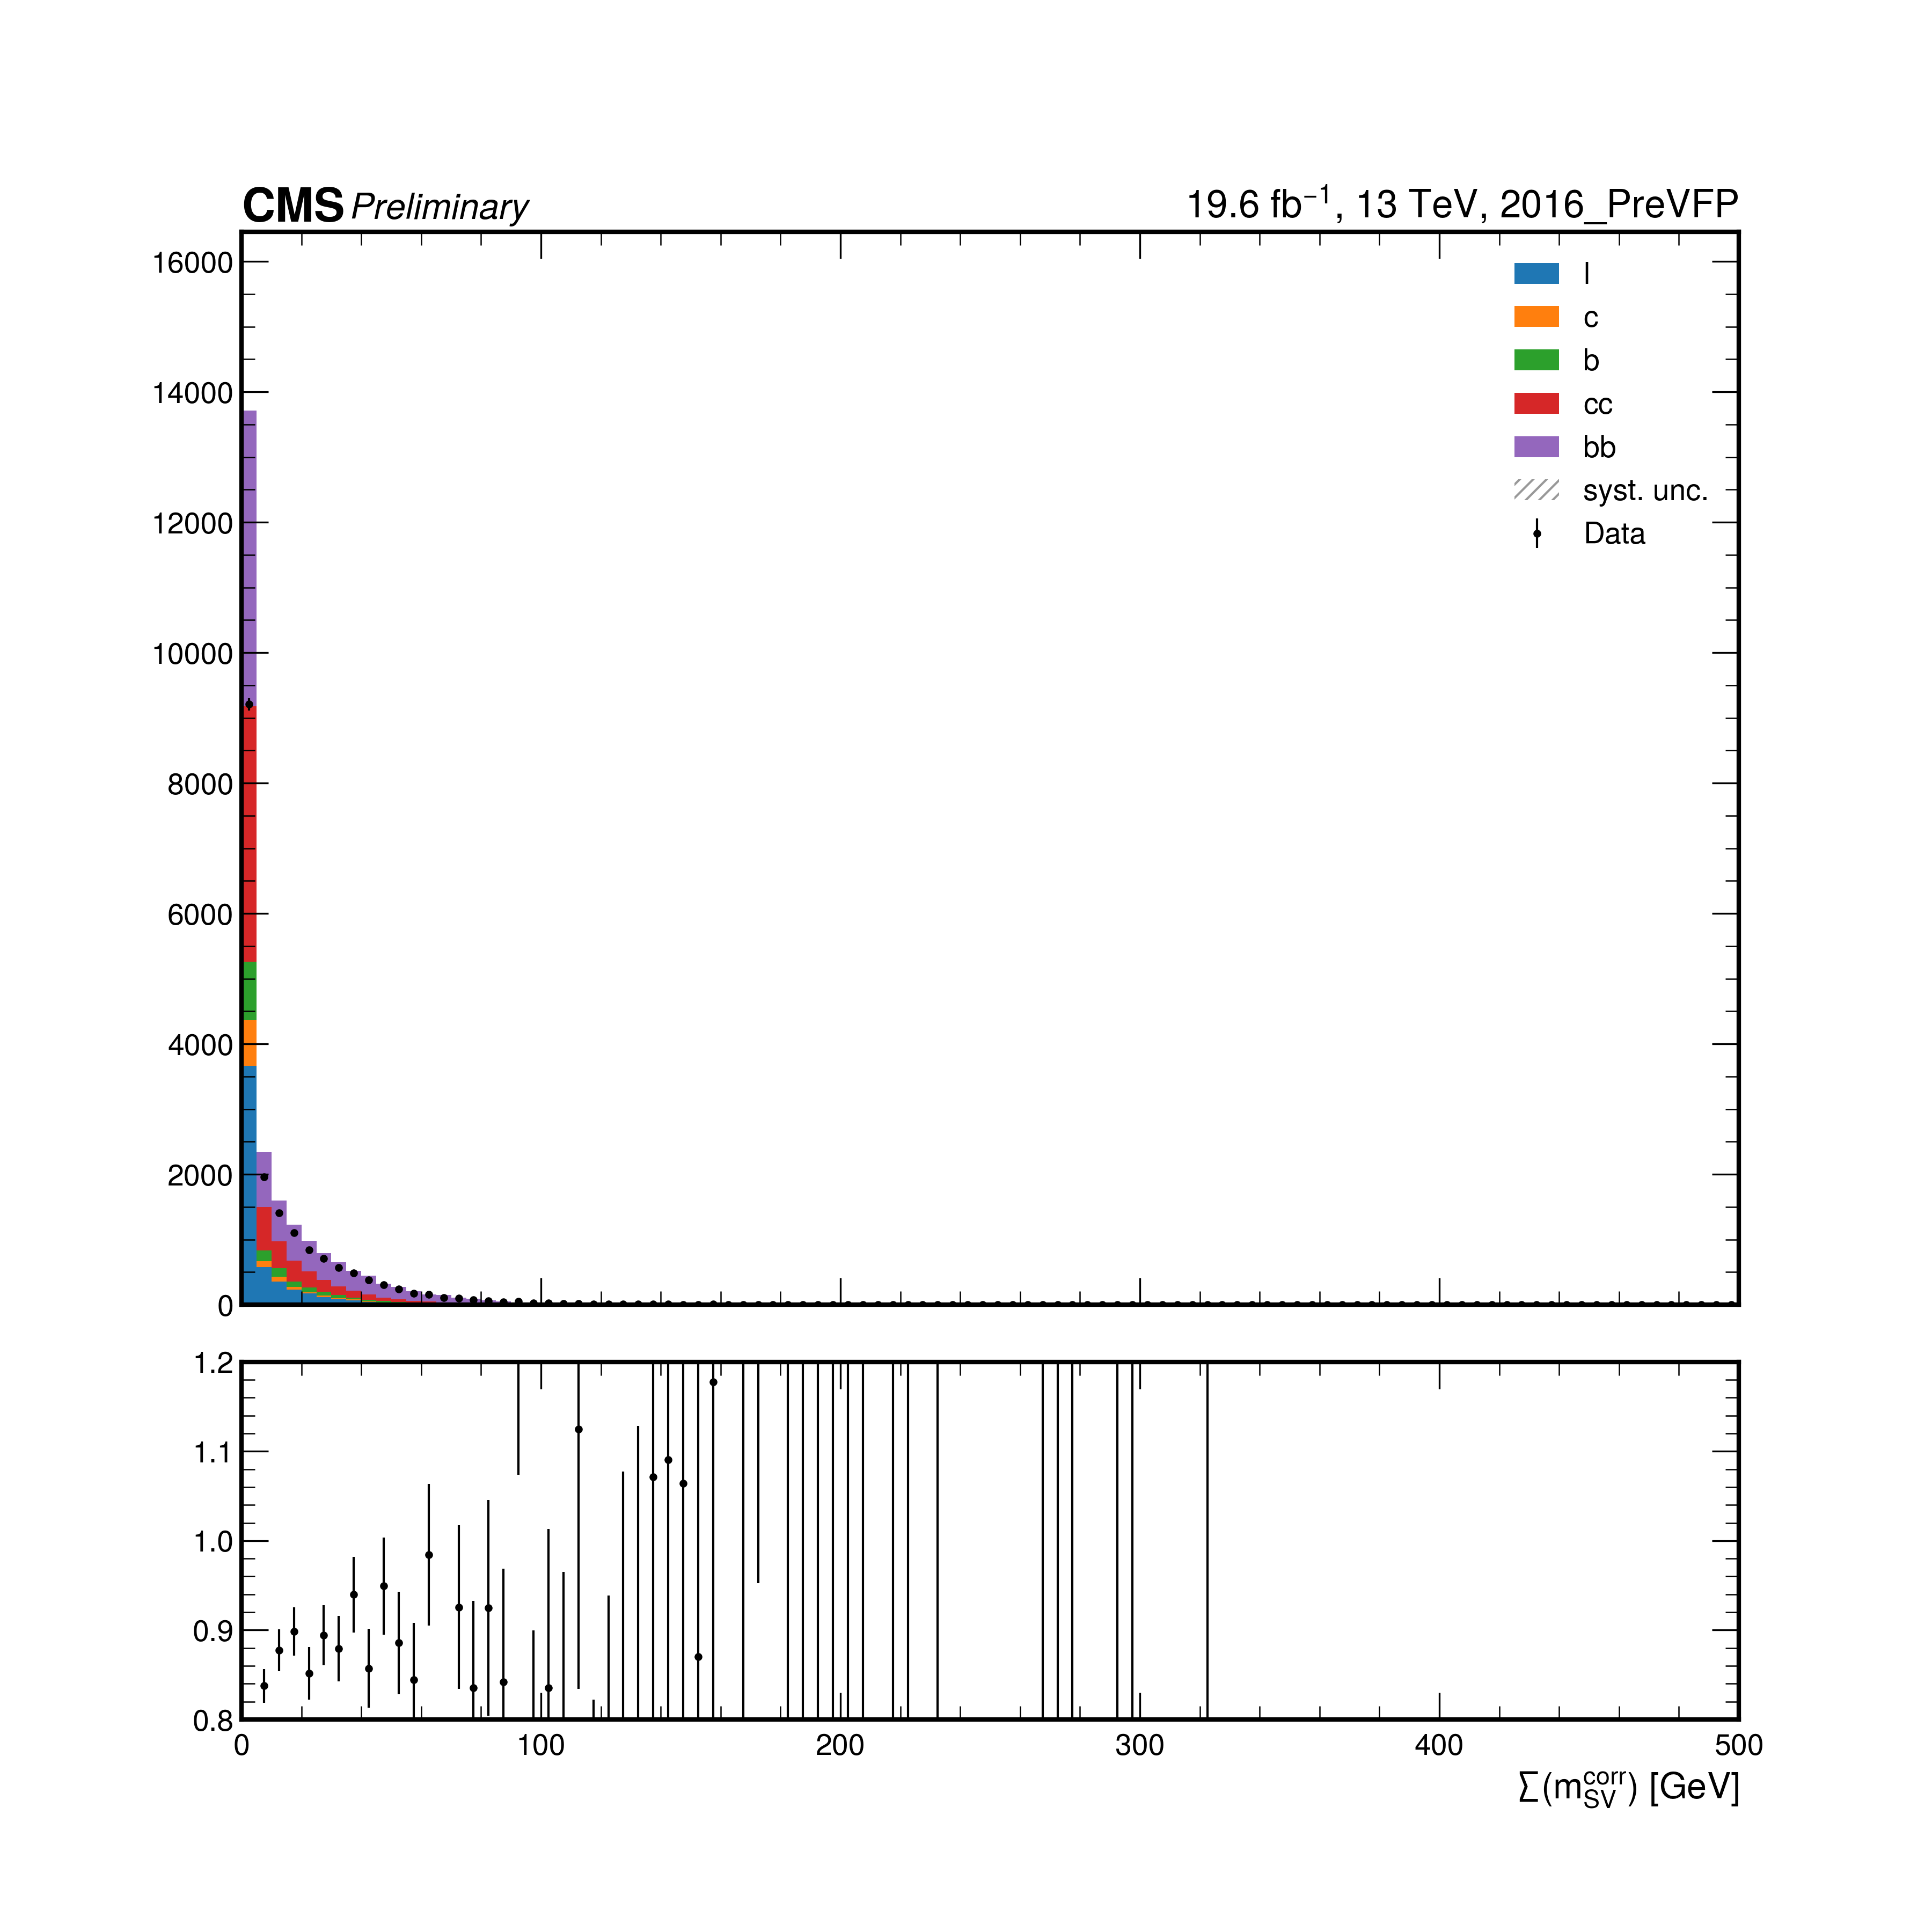 CMS Preliminary
19.6 fb⁻¹, 13 TeV, 2016_PreVFP
16000
14000
12000
10000
8000
6000
4000
2000
0
l
c
b
cc
bb
syst. unc.
Data
1.2
1.1
1.0
0.9
0.8
0 100 200 300 400 500
Σ(m_SV^corr) [GeV]